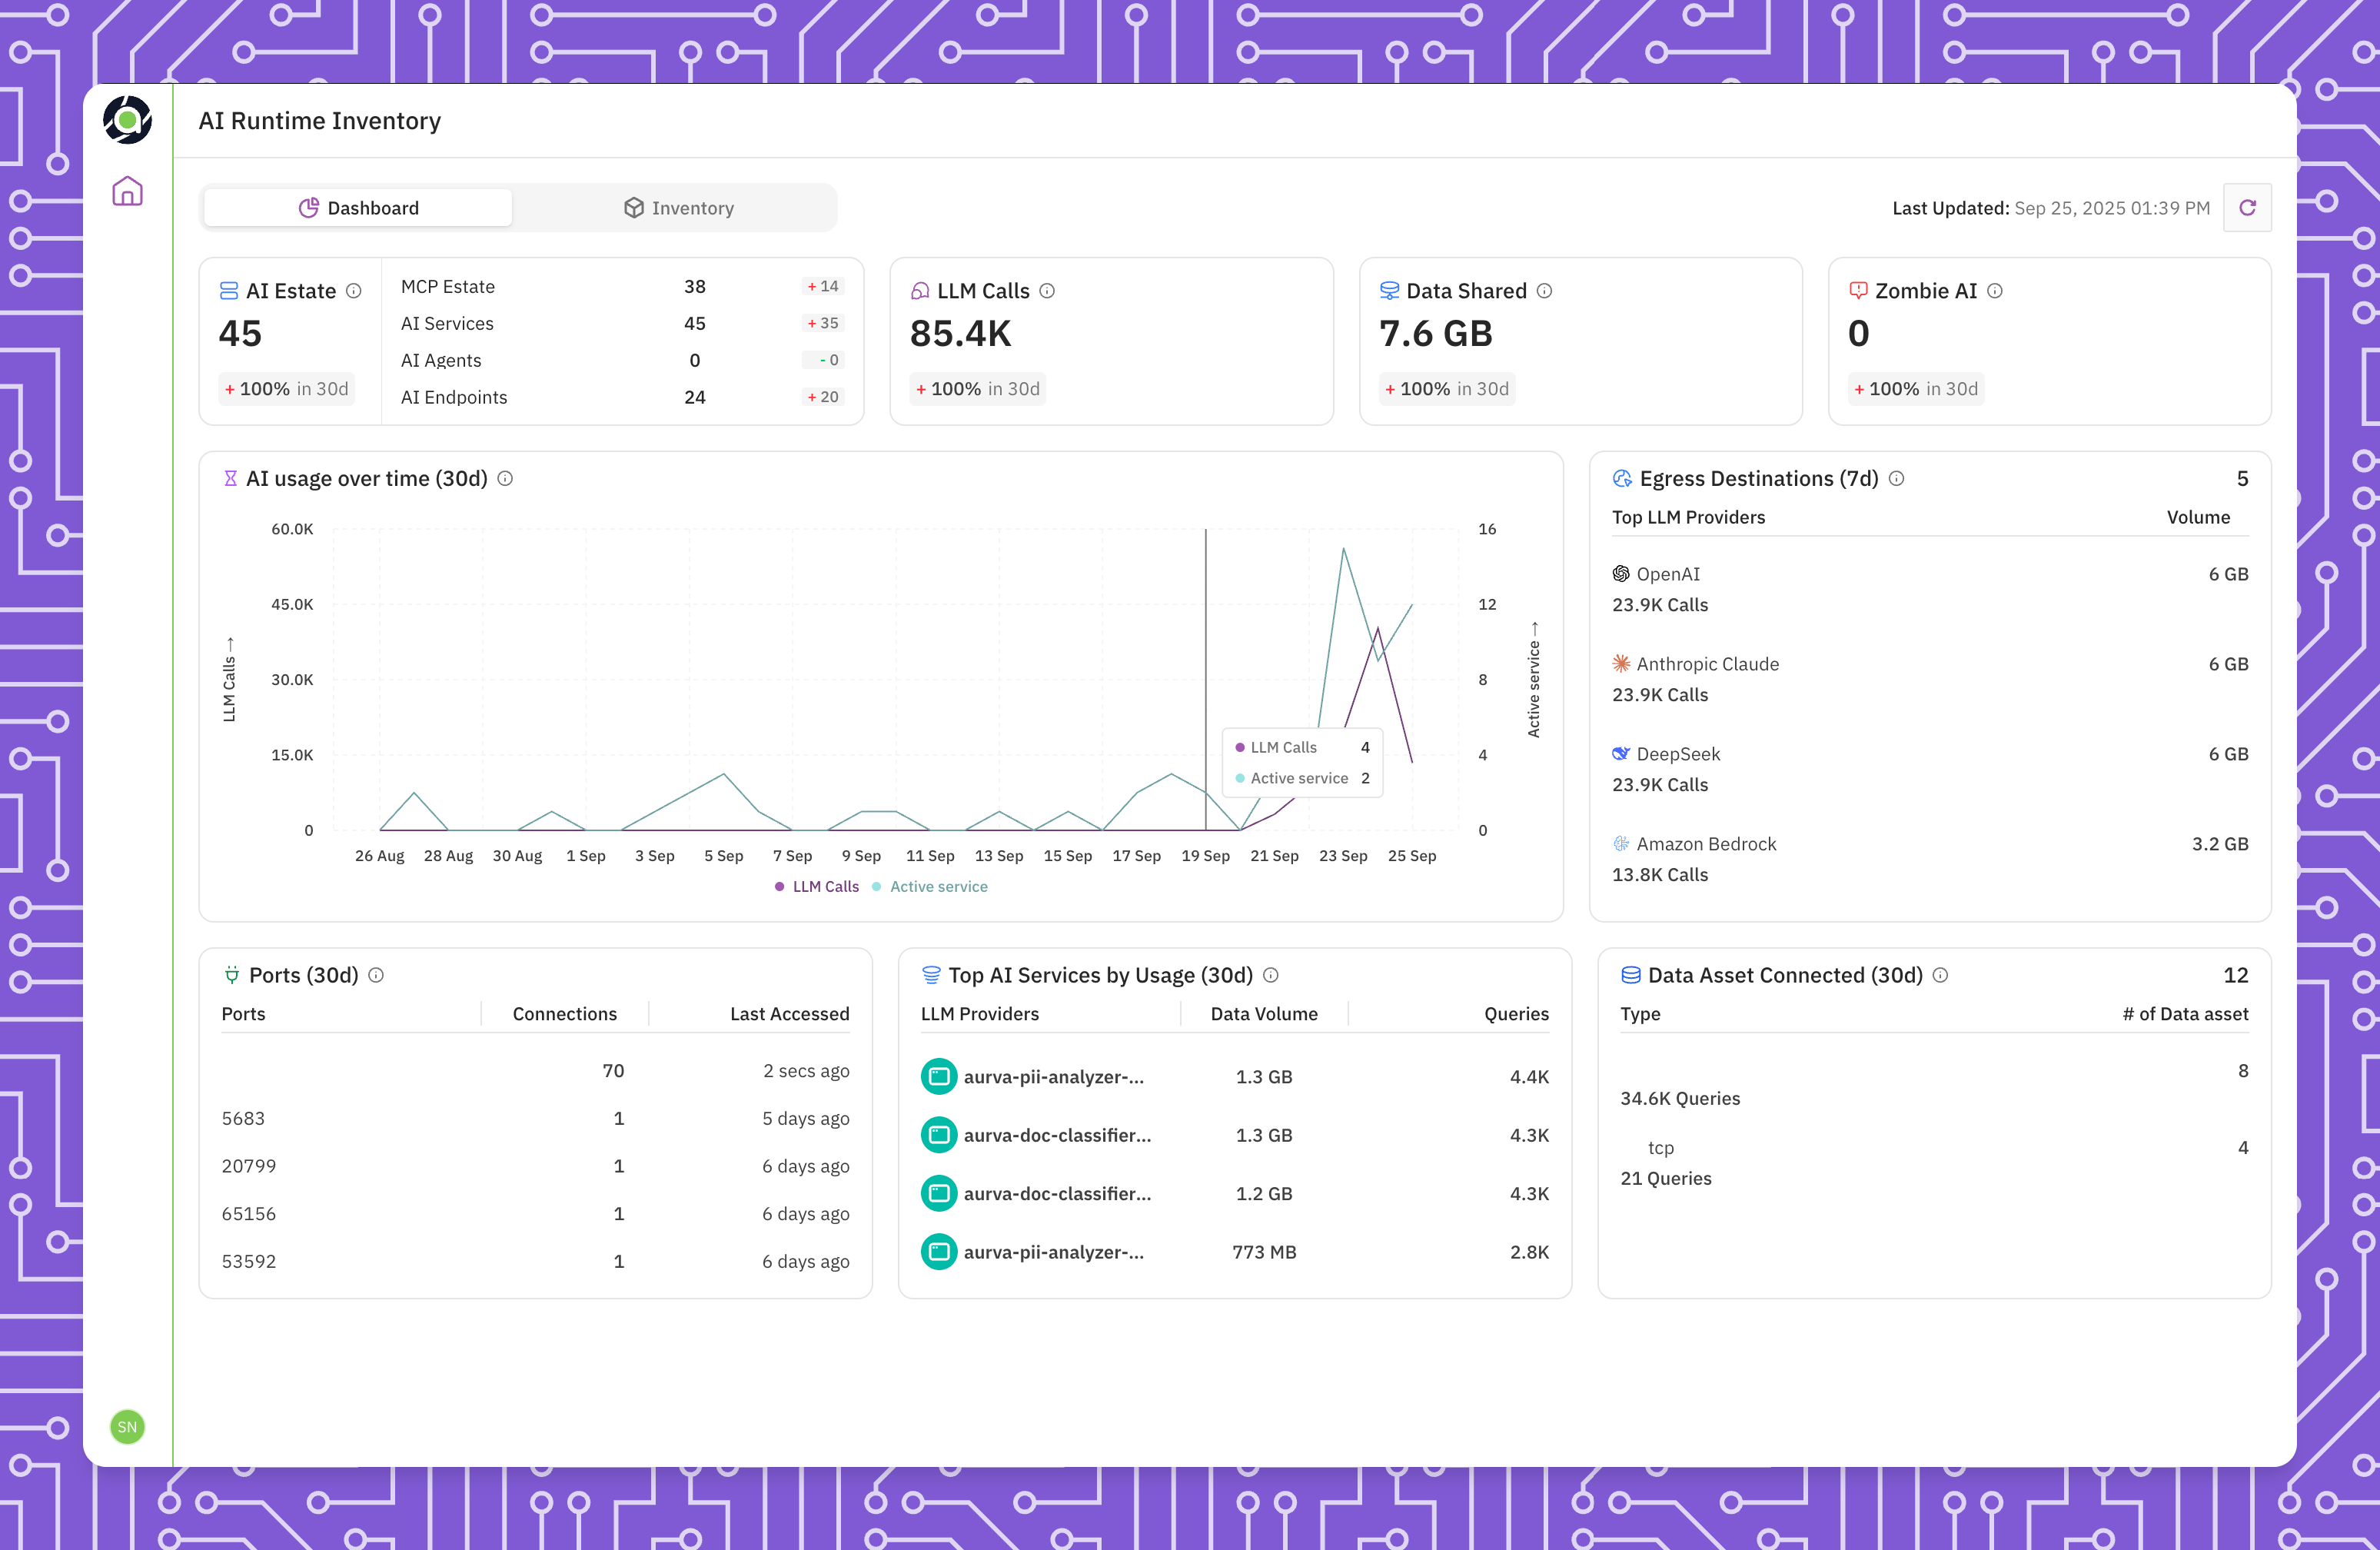 AI Runtime Inventory
Dashboard
Inventory
Last Updated: Sep 25, 2025 01:39 PM
AI Estate
45
+ 100% in 30d
MCP Estate 38 + 14
AI Services 45 + 35
AI Agents 0 - 0
AI Endpoints 24 + 20
LLM Calls
85.4K
+ 100% in 30d
Data Shared
7.6 GB
+ 100% in 30d
Zombie AI
0
+ 100% in 30d
AI usage over time (30d)
60.0K
45.0K
30.0K
15.0K
0
LLM Calls →
16
12
8
4
0
Active service →
LLM Calls 4
Active service 2
26 Aug 28 Aug 30 Aug 1 Sep 3 Sep 5 Sep 7 Sep 9 Sep 11 Sep 13 Sep 15 Sep 17 Sep 19 Sep 21 Sep 23 Sep 25 Sep
LLM Calls Active service
Egress Destinations (7d) 5
Top LLM Providers Volume
OpenAI 6 GB
23.9K Calls
Anthropic Claude 6 GB
23.9K Calls
DeepSeek 6 GB
23.9K Calls
Amazon Bedrock 3.2 GB
13.8K Calls
Ports (30d)
Ports Connections Last Accessed
70 2 secs ago
5683 1 5 days ago
20799 1 6 days ago
65156 1 6 days ago
53592 1 6 days ago
Top AI Services by Usage (30d)
LLM Providers Data Volume Queries
aurva-pii-analyzer-... 1.3 GB 4.4K
aurva-doc-classifier... 1.3 GB 4.3K
aurva-doc-classifier... 1.2 GB 4.3K
aurva-pii-analyzer-... 773 MB 2.8K
Data Asset Connected (30d) 12
Type # of Data asset
8
34.6K Queries
tcp 4
21 Queries
SN